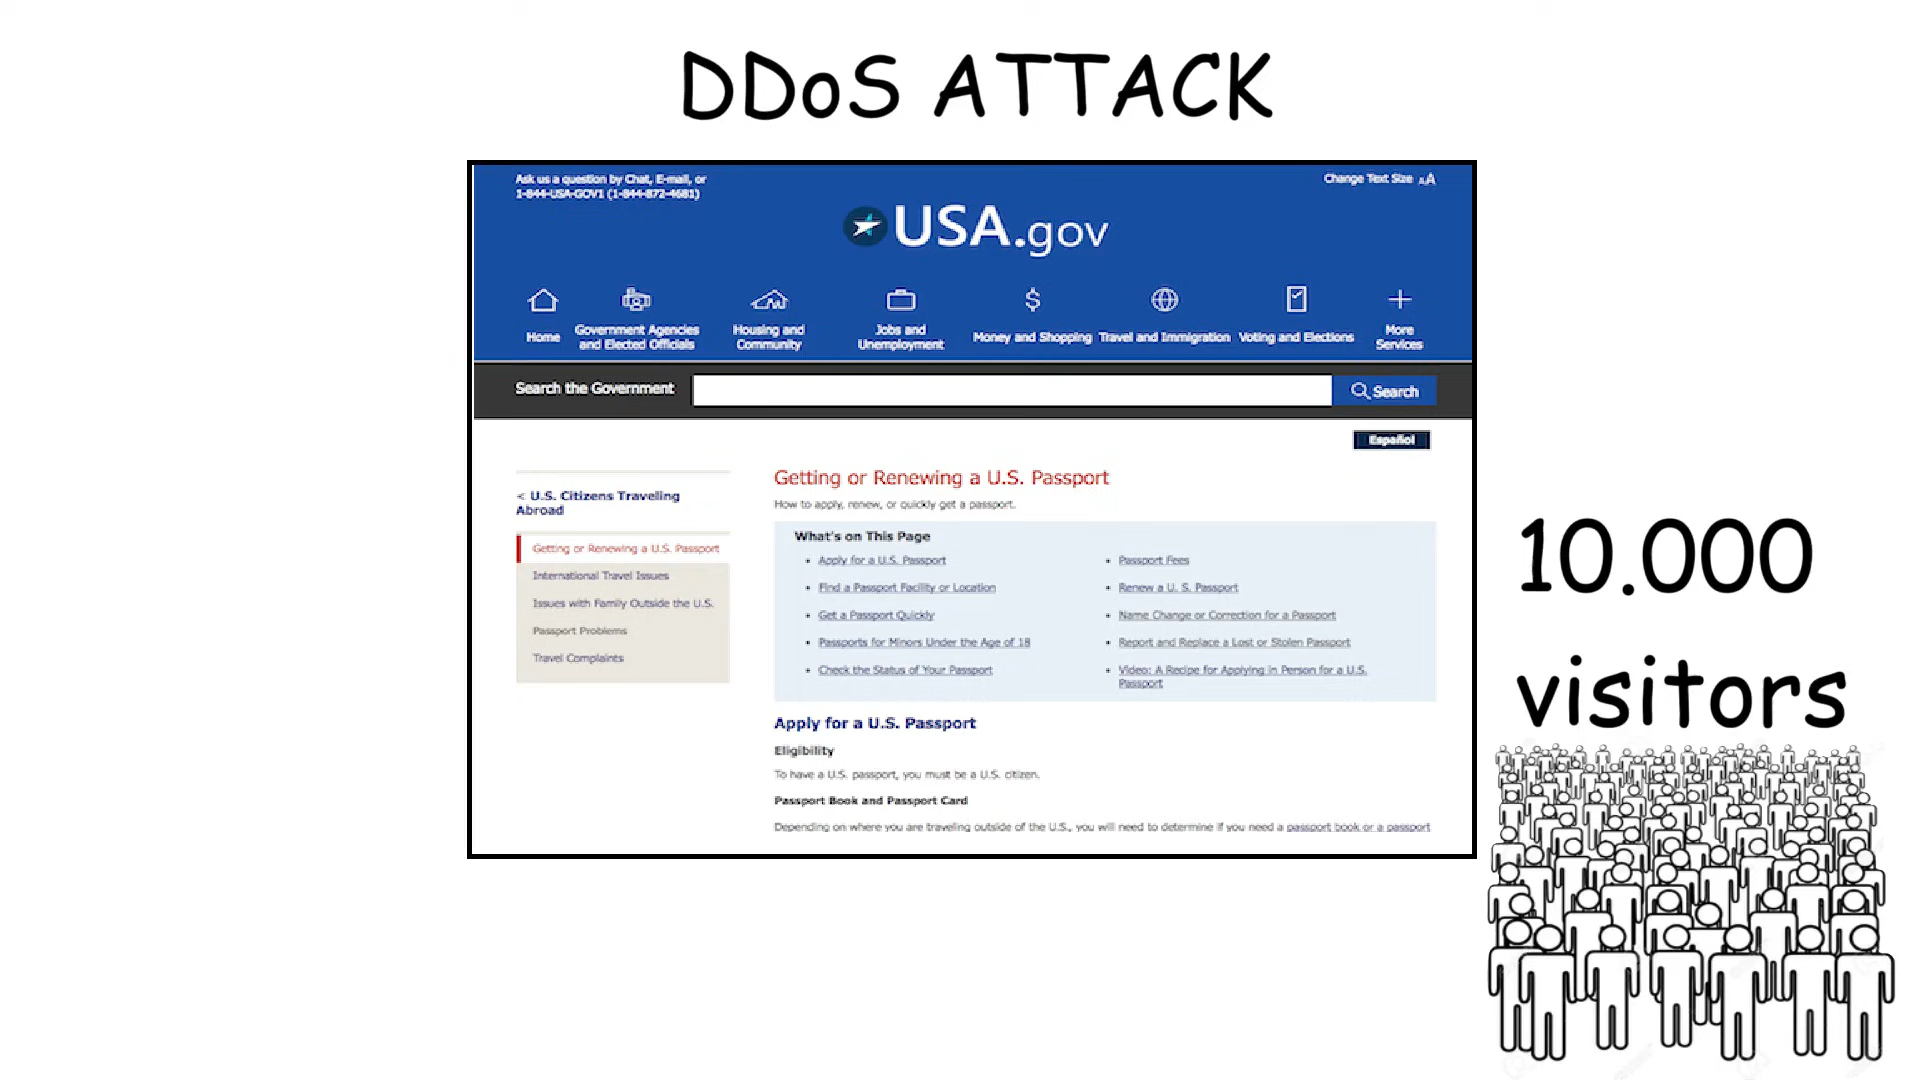 DDoS ATTACK
Ask us a question by Chat, E-mail, or
1-844-USA-GOV1 (1-844-872-4681)
Change Text Size AA
USA.gov
Home
Government Agencies
and Elected Officials
Housing and
Community
Jobs and
Unemployment
Money and Shopping
Travel and Immigration
Voting and Elections
More
Services
Search the Government
Search
Español
< U.S. Citizens Traveling
Abroad
Getting or Renewing a U.S. Passport
International Travel Issues
Issues with Family Outside the U.S.
Passport Problems
Travel Complaints
Getting or Renewing a U.S. Passport
How to apply, renew, or quickly get a passport.
What's on This Page
• Apply for a U.S. Passport
• Find a Passport Facility or Location
• Get a Passport Quickly
• Passports for Minors Under the Age of 18
• Check the Status of Your Passport
• Passport Fees
• Renew a U. S. Passport
• Name Change or Correction for a Passport
• Report and Replace a Lost or Stolen Passport
• Video: A Recipe for Applying in Person for a U.S.
Passport
Apply for a U.S. Passport
Eligibility
To have a U.S. passport, you must be a U.S. citizen.
Passport Book and Passport Card
Depending on where you are traveling outside of the U.S., you will need to determine if you need a passport book or a passport
10.000
visitors